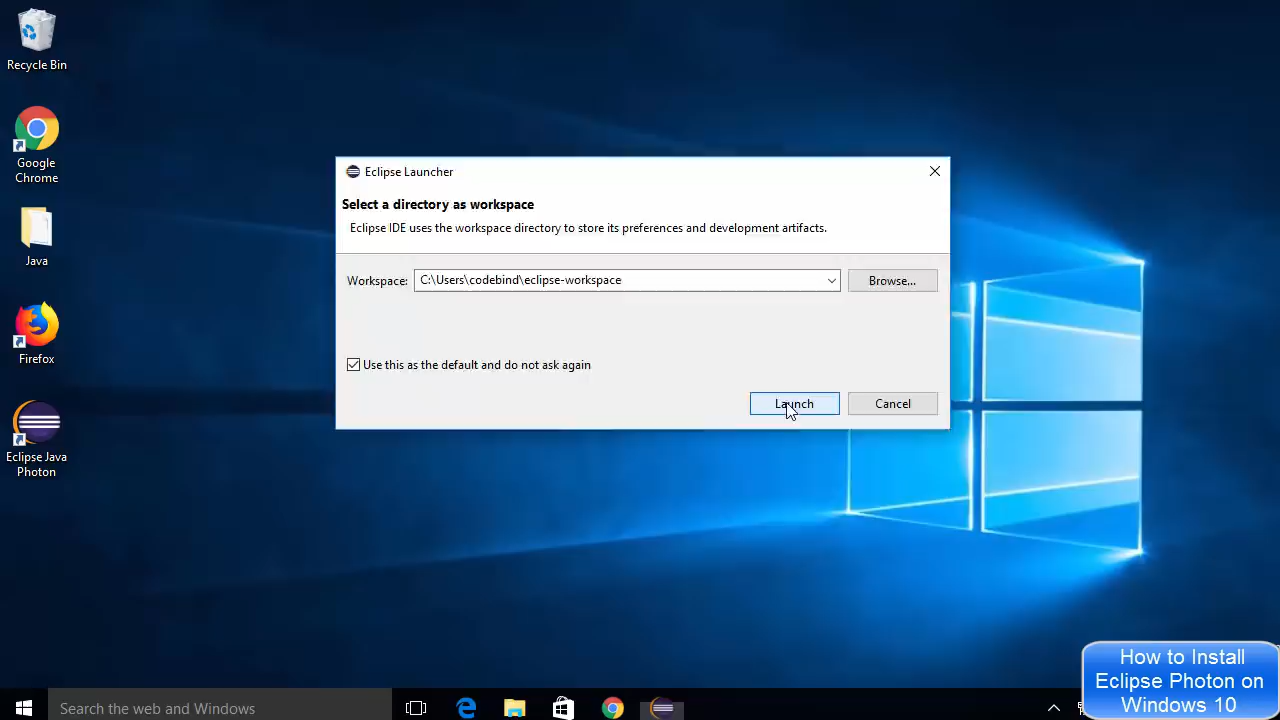 Recycle Bin
Google
Chrome
Java
Firefox
Eclipse Java
Photon
Eclipse Launcher
Select a directory as workspace
Eclipse IDE uses the workspace directory to store its preferences and development artifacts.
Workspace: C:\Users\codebind\eclipse-workspace Browse...
Use this as the default and do not ask again
Launch Cancel
Search the web and Windows
How to Install
Eclipse Photon on
Windows 10